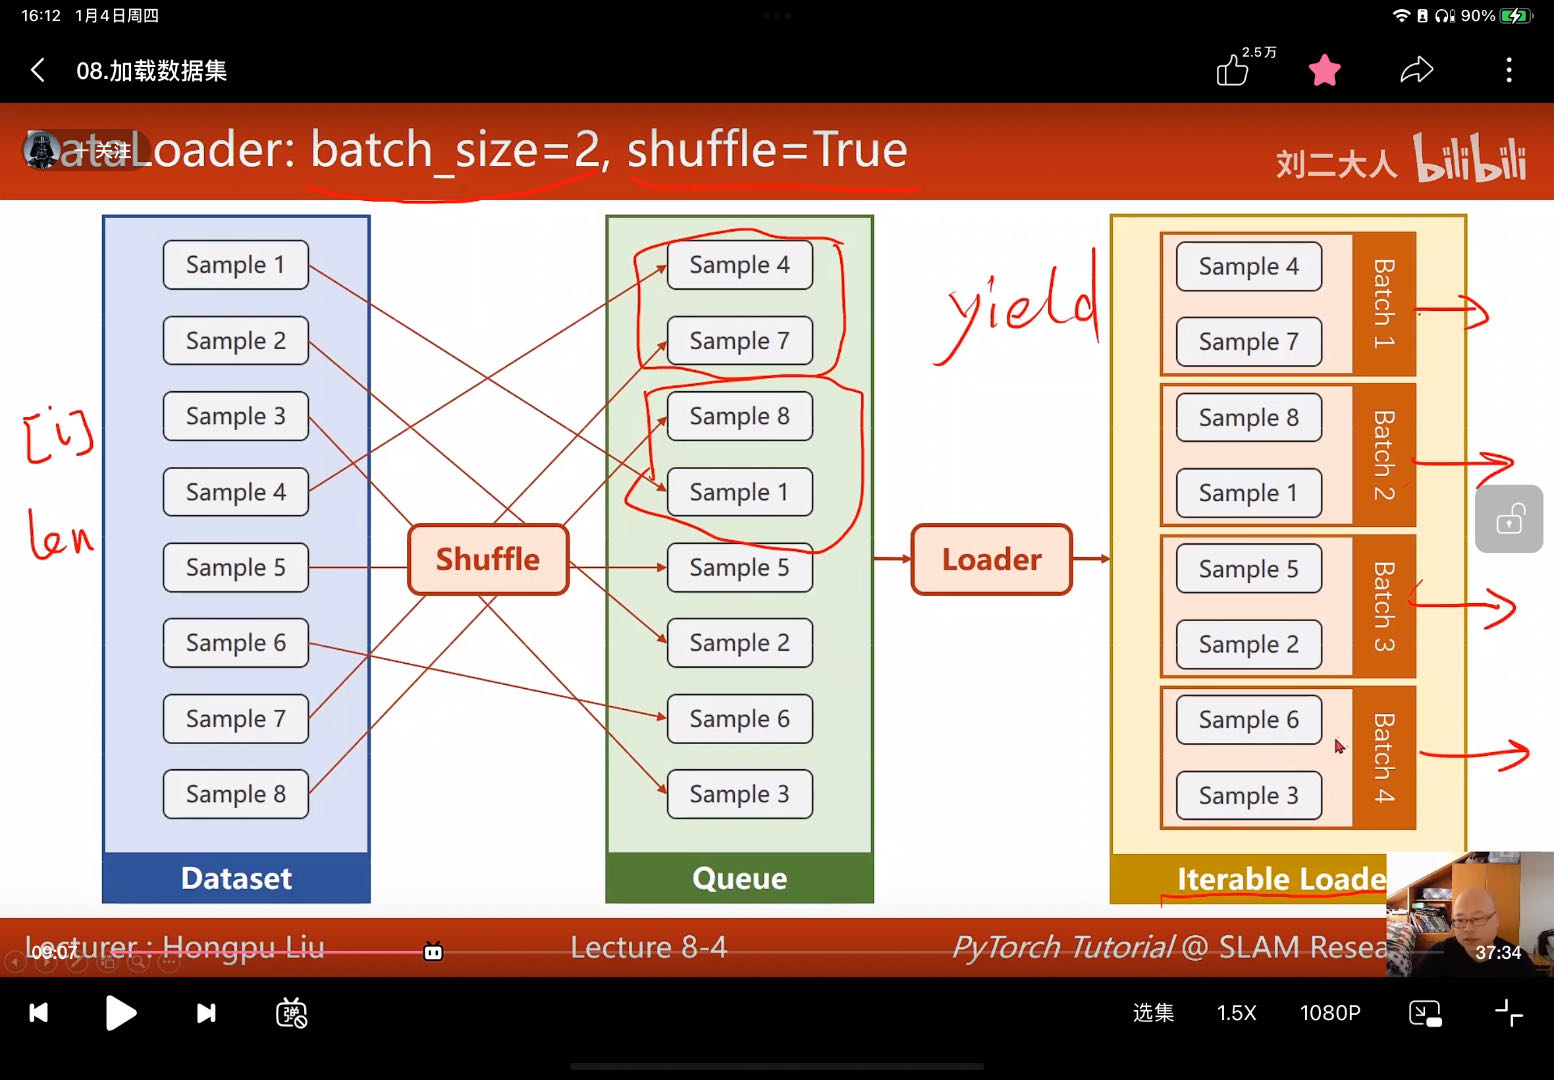 16:12 1月4日周四
90%
08.加载数据集
2.5万
DataLoader: batch_size=2, shuffle=True
+ 关注
刘二大人 bilibili
Sample 1
Sample 2
Sample 3
Sample 4
Sample 5
Sample 6
Sample 7
Sample 8
Dataset
[i]
len
Shuffle
Sample 4
Sample 7
Sample 8
Sample 1
Sample 5
Sample 2
Sample 6
Sample 3
Queue
Loader
yield
Sample 4
Sample 7
Batch 1
Sample 8
Sample 1
Batch 2
Sample 5
Sample 2
Batch 3
Sample 6
Sample 3
Batch 4
Iterable Loade
Lecturer : Hongpu Liu
Lecture 8-4
PyTorch Tutorial @ SLAM Resea
09:07
37:34
弹
选集
1.5X
1080P